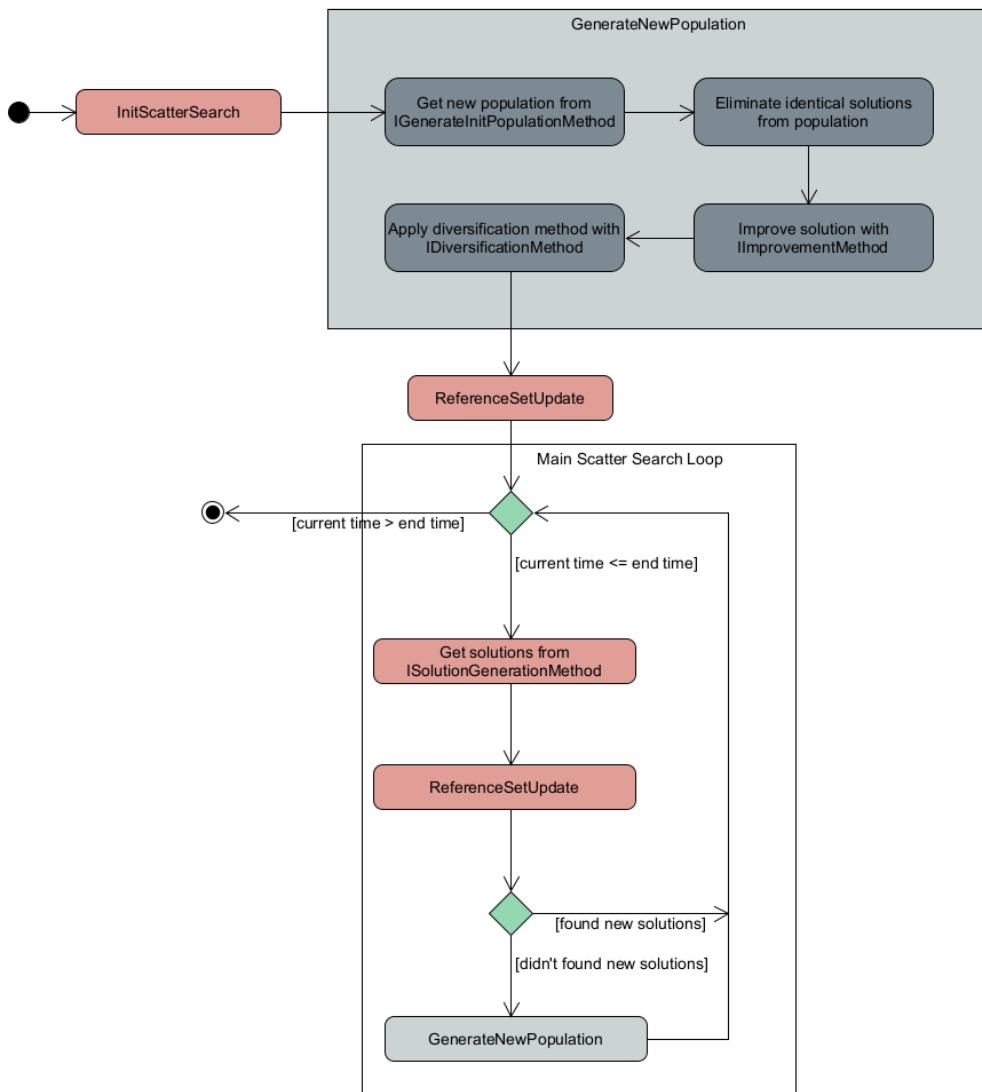 GenerateNewPopulation
InitScatterSearch
Get new population from
IGenerateInitPopulationMethod
Eliminate identical solutions
from population
Apply diversification method with
IDiversificationMethod
Improve solution with
IImprovementMethod
ReferenceSetUpdate
Main Scatter Search Loop
[current time > end time]
[current time <= end time]
Get solutions from
ISolutionGenerationMethod
ReferenceSetUpdate
[found new solutions]
[didn't found new solutions]
GenerateNewPopulation